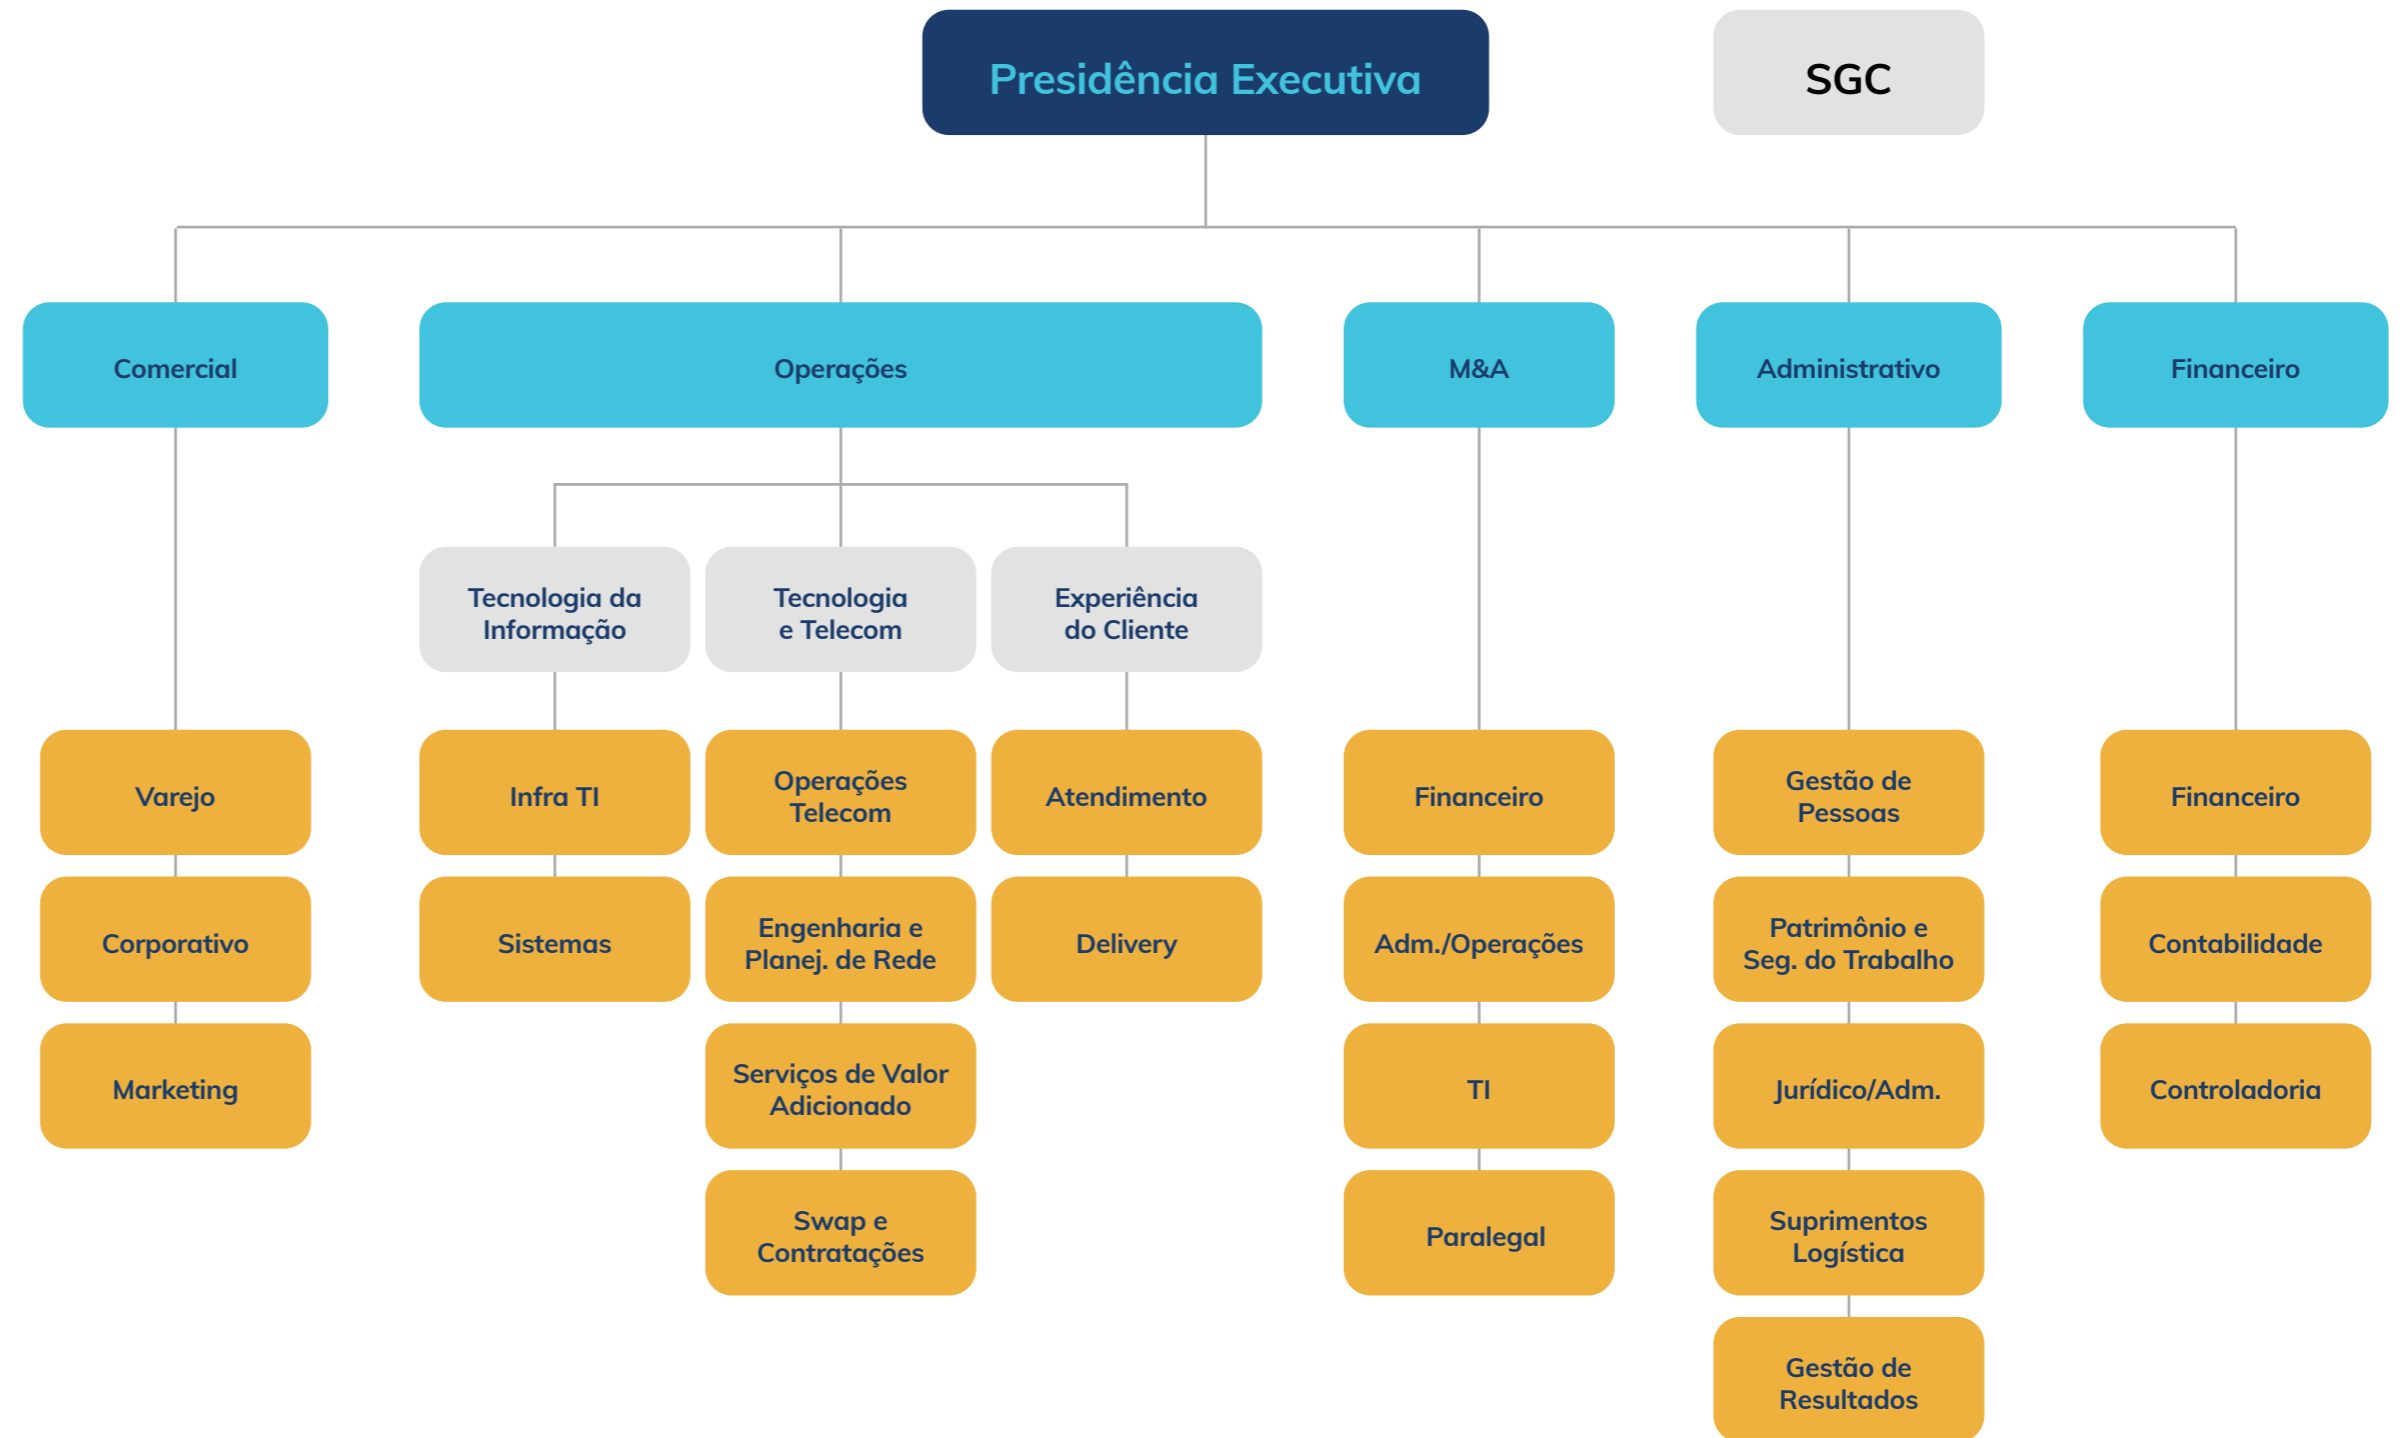 Presidência Executiva
SGC
Comercial
Operações
M&A
Administrativo
Financeiro
Tecnologia da
Informação
Tecnologia
e Telecom
Experiência
do Cliente
Varejo
Infra TI
Operações
Telecom
Atendimento
Financeiro
Gestão de
Pessoas
Financeiro
Corporativo
Sistemas
Engenharia e
Planej. de Rede
Delivery
Adm./Operações
Patrimônio e
Seg. do Trabalho
Contabilidade
Marketing
Serviços de Valor
Adicionado
TI
Jurídico/Adm.
Controladoria
Swap e
Contratações
Paralegal
Suprimentos
Logística
Gestão de
Resultados